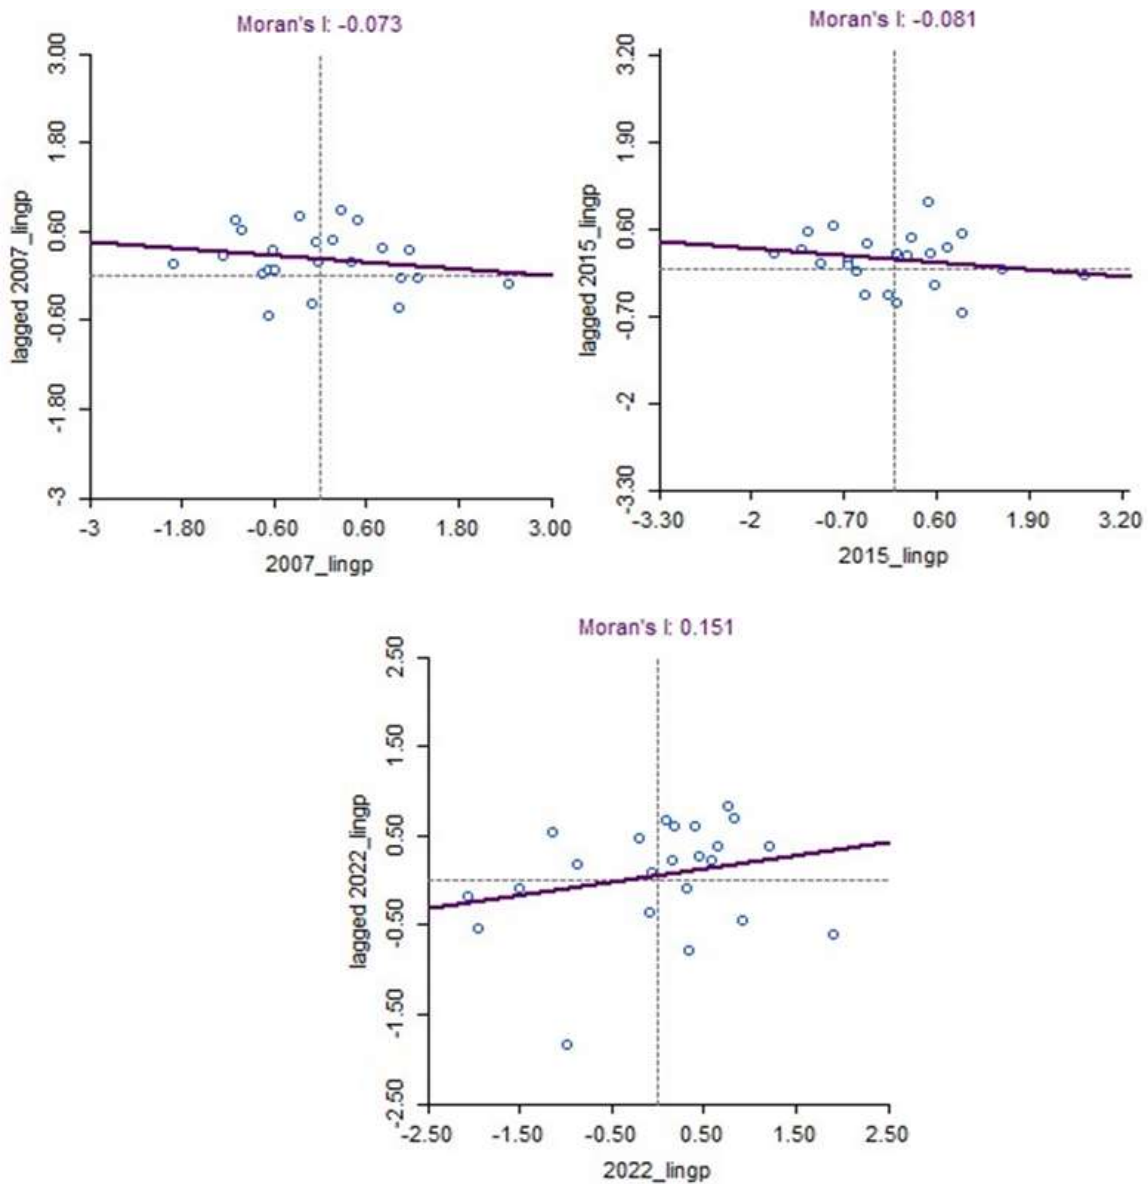 Moran's I: -0.073
lagged 2007_lingp
3.00
1.80
0.60
-0.60
-1.80
-3
-3 -1.80 -0.60 0.60 1.80 3.00
2007_lingp
Moran's I: -0.081
lagged 2015_lingp
3.20
1.90
0.60
-0.70
-2
-3.30
-3.30 -2 -0.70 0.60 1.90 3.20
2015_lingp
Moran's I: 0.151
lagged 2022_lingp
2.50
1.50
0.50
-0.50
-1.50
-2.50
-2.50 -1.50 -0.50 0.50 1.50 2.50
2022_lingp